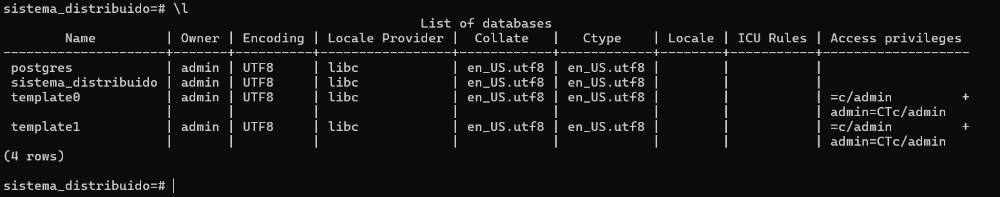 sistema_distribuido=# \l
                                                      List of databases
        Name         | Owner | Encoding | Locale Provider |  Collate   |   Ctype    | Locale | ICU Rules | Access privileges
---------------------+-------+----------+-----------------+------------+------------+--------+-----------+-------------------
 postgres            | admin | UTF8     | libc            | en_US.utf8 | en_US.utf8 |        |           |
 sistema_distribuido | admin | UTF8     | libc            | en_US.utf8 | en_US.utf8 |        |           |
 template0           | admin | UTF8     | libc            | en_US.utf8 | en_US.utf8 |        |           | =c/admin         +
                     |       |          |                 |            |            |        |           | admin=CTc/admin
 template1           | admin | UTF8     | libc            | en_US.utf8 | en_US.utf8 |        |           | =c/admin         +
                     |       |          |                 |            |            |        |           | admin=CTc/admin
(4 rows)
sistema_distribuido=#